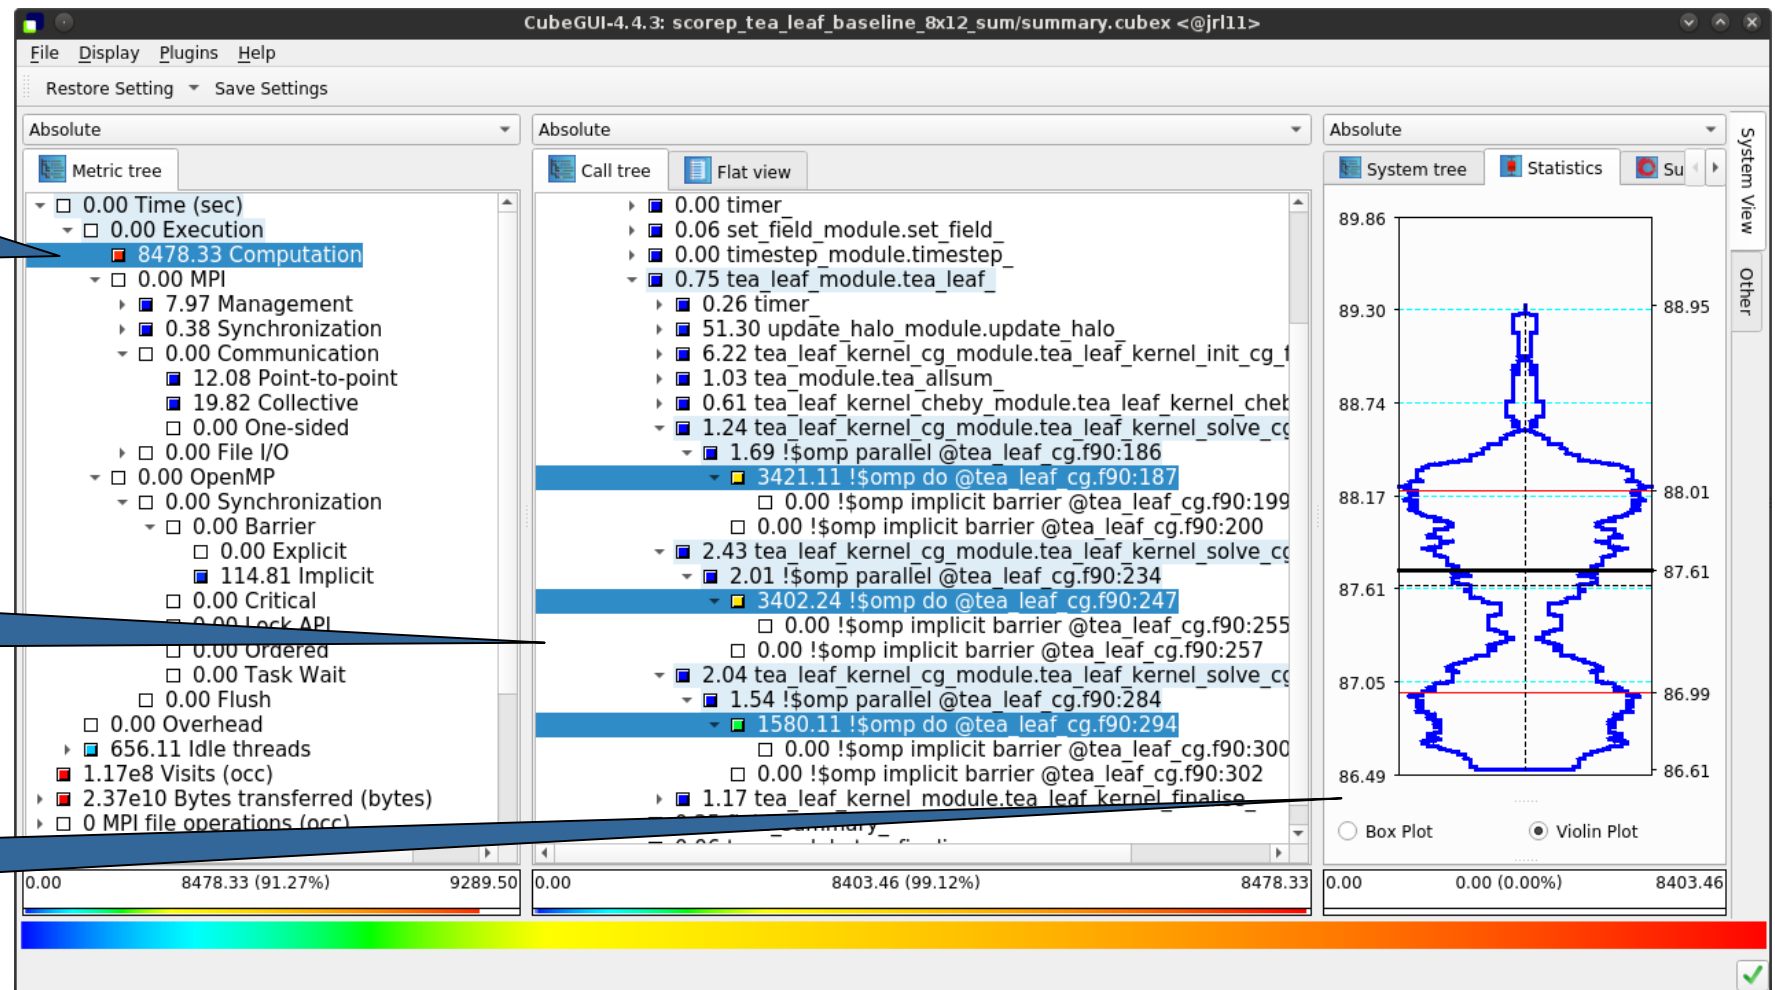 CubeGUI-4.4.3: scorep_tea_leaf_baseline_8x12_sum/summary.cubex <@jrl11>
File Display Plugins Help
Restore Setting Save Settings
Absolute
Metric tree
0.00 Time (sec)
0.00 Execution
8478.33 Computation
0.00 MPI
7.97 Management
0.38 Synchronization
0.00 Communication
12.08 Point-to-point
19.82 Collective
0.00 One-sided
0.00 File I/O
0.00 OpenMP
0.00 Synchronization
0.00 Barrier
0.00 Explicit
114.81 Implicit
0.00 Critical
0.00 Lock API
0.00 Ordered
0.00 Task Wait
0.00 Flush
0.00 Overhead
656.11 Idle threads
1.17e8 Visits (occ)
2.37e10 Bytes transferred (bytes)
0 MPI file operations (occ)
0.00 8478.33 (91.27%) 9289.50
Absolute
Call tree Flat view
0.00 timer_
0.06 set_field_module.set_field_
0.00 timestep_module.timestep_
0.75 tea_leaf_module.tea_leaf_
0.26 timer_
51.30 update_halo_module.update_halo_
6.22 tea_leaf_kernel_cg_module.tea_leaf_kernel_init_cg_f
1.03 tea_module.tea_allsum_
0.61 tea_leaf_kernel_cheby_module.tea_leaf_kernel_cheb
1.24 tea_leaf_kernel_cg_module.tea_leaf_kernel_solve_cg
1.69 !$omp parallel @tea_leaf_cg.f90:186
3421.11 !$omp do @tea_leaf_cg.f90:187
0.00 !$omp implicit barrier @tea_leaf_cg.f90:199
0.00 !$omp implicit barrier @tea_leaf_cg.f90:200
2.43 tea_leaf_kernel_cg_module.tea_leaf_kernel_solve_cg
2.01 !$omp parallel @tea_leaf_cg.f90:234
3402.24 !$omp do @tea_leaf_cg.f90:247
0.00 !$omp implicit barrier @tea_leaf_cg.f90:255
0.00 !$omp implicit barrier @tea_leaf_cg.f90:257
2.04 tea_leaf_kernel_cg_module.tea_leaf_kernel_solve_cg
1.54 !$omp parallel @tea_leaf_cg.f90:284
1580.11 !$omp do @tea_leaf_cg.f90:294
0.00 !$omp implicit barrier @tea_leaf_cg.f90:300
0.00 !$omp implicit barrier @tea_leaf_cg.f90:302
1.17 tea_leaf_kernel_module.tea_leaf_kernel_finalise_
0.00 8403.46 (99.12%) 8478.33
Absolute
System tree Statistics Su
89.86
89.30 88.95
88.74
88.17 88.01
87.61 87.61
87.05 86.99
86.49 86.61
Box Plot Violin Plot
0.00 0.00 (0.00%) 8403.46
System View
Other